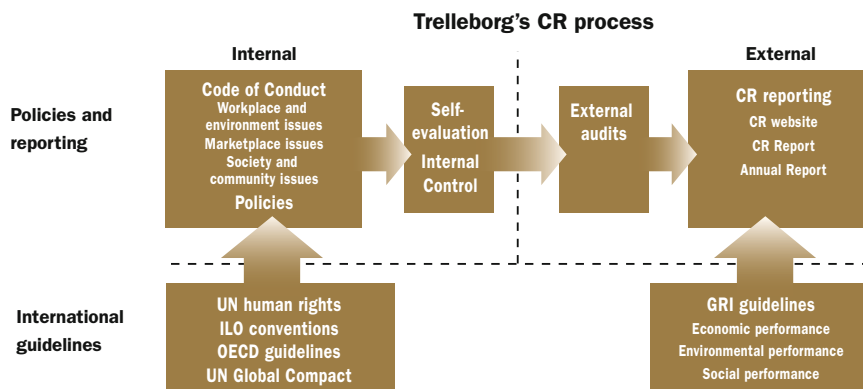 Trelleborg's CR process
Internal
External
Policies and
reporting
Code of Conduct
Workplace and
environment issues
Marketplace issues
Society and
community issues
Policies
Self-
evaluation
Internal
Control
External
audits
CR reporting
CR website
CR Report
Annual Report
International
guidelines
UN human rights
ILO conventions
OECD guidelines
UN Global Compact
GRI guidelines
Economic performance
Environmental performance
Social performance